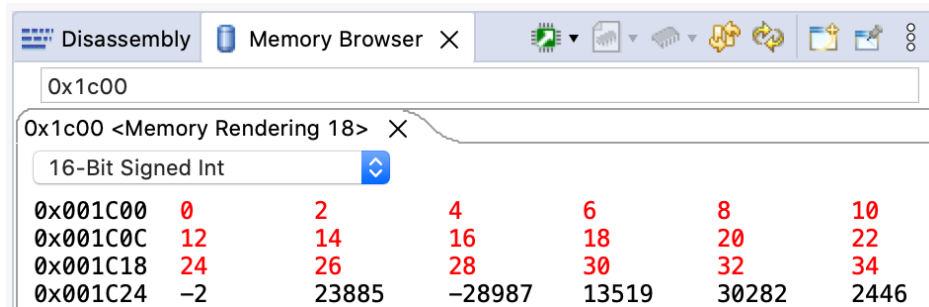 Disassembly Memory Browser
0x1c00
0x1c00 <Memory Rendering 18>
16-Bit Signed Int
0x001C00 0 2 4 6 8 10
0x001C0C 12 14 16 18 20 22
0x001C18 24 26 28 30 32 34
0x001C24 -2 23885 -28987 13519 30282 2446